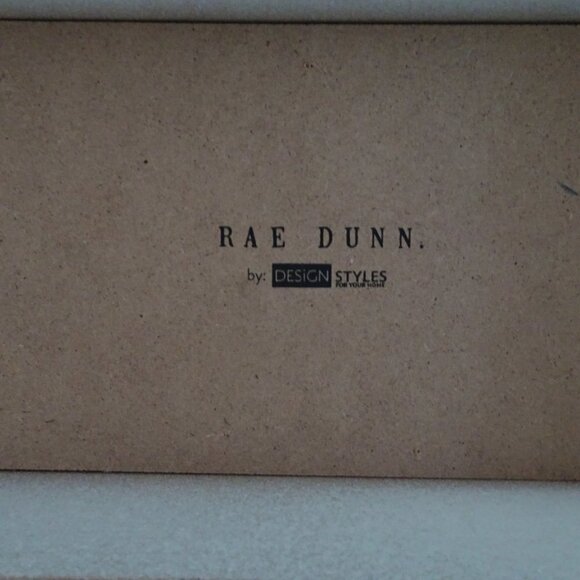 RAE DUNN.
by: DESiGN STYLES
FOR YOUR HOME